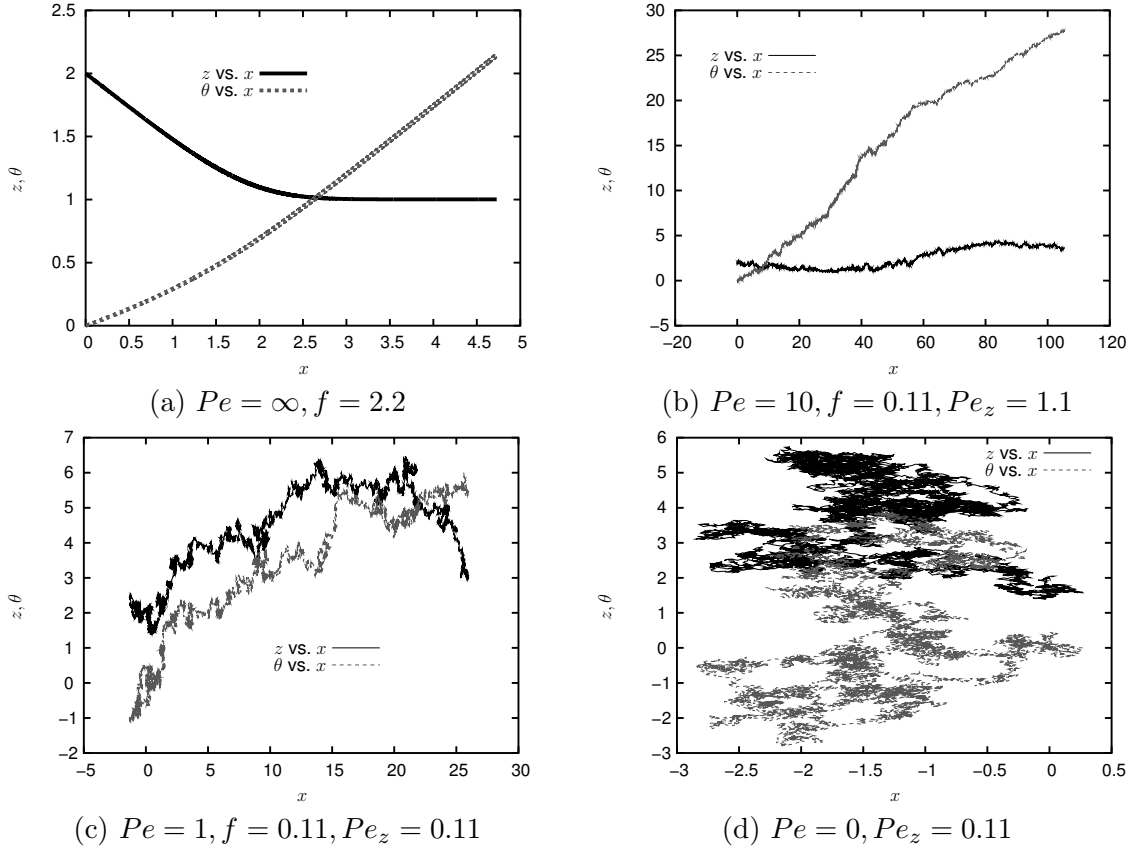 2.5
2
1.5
1
0.5
0
z, θ
z vs. x
θ vs. x
0 0.5 1 1.5 2 2.5 3 3.5 4 4.5 5
x
(a) Pe = ∞, f = 2.2
30
25
20
15
10
5
0
−5
z, θ
z vs. x
θ vs. x
−20 0 20 40 60 80 100 120
x
(b) Pe = 10, f = 0.11, Pe_z = 1.1
7
6
5
4
3
2
1
0
−1
−2
z, θ
z vs. x
θ vs. x
−5 0 5 10 15 20 25 30
x
(c) Pe = 1, f = 0.11, Pe_z = 0.11
6
5
4
3
2
1
0
−1
−2
−3
z, θ
z vs. x
θ vs. x
−3 −2.5 −2 −1.5 −1 −0.5 0 0.5
x
(d) Pe = 0, Pe_z = 0.11